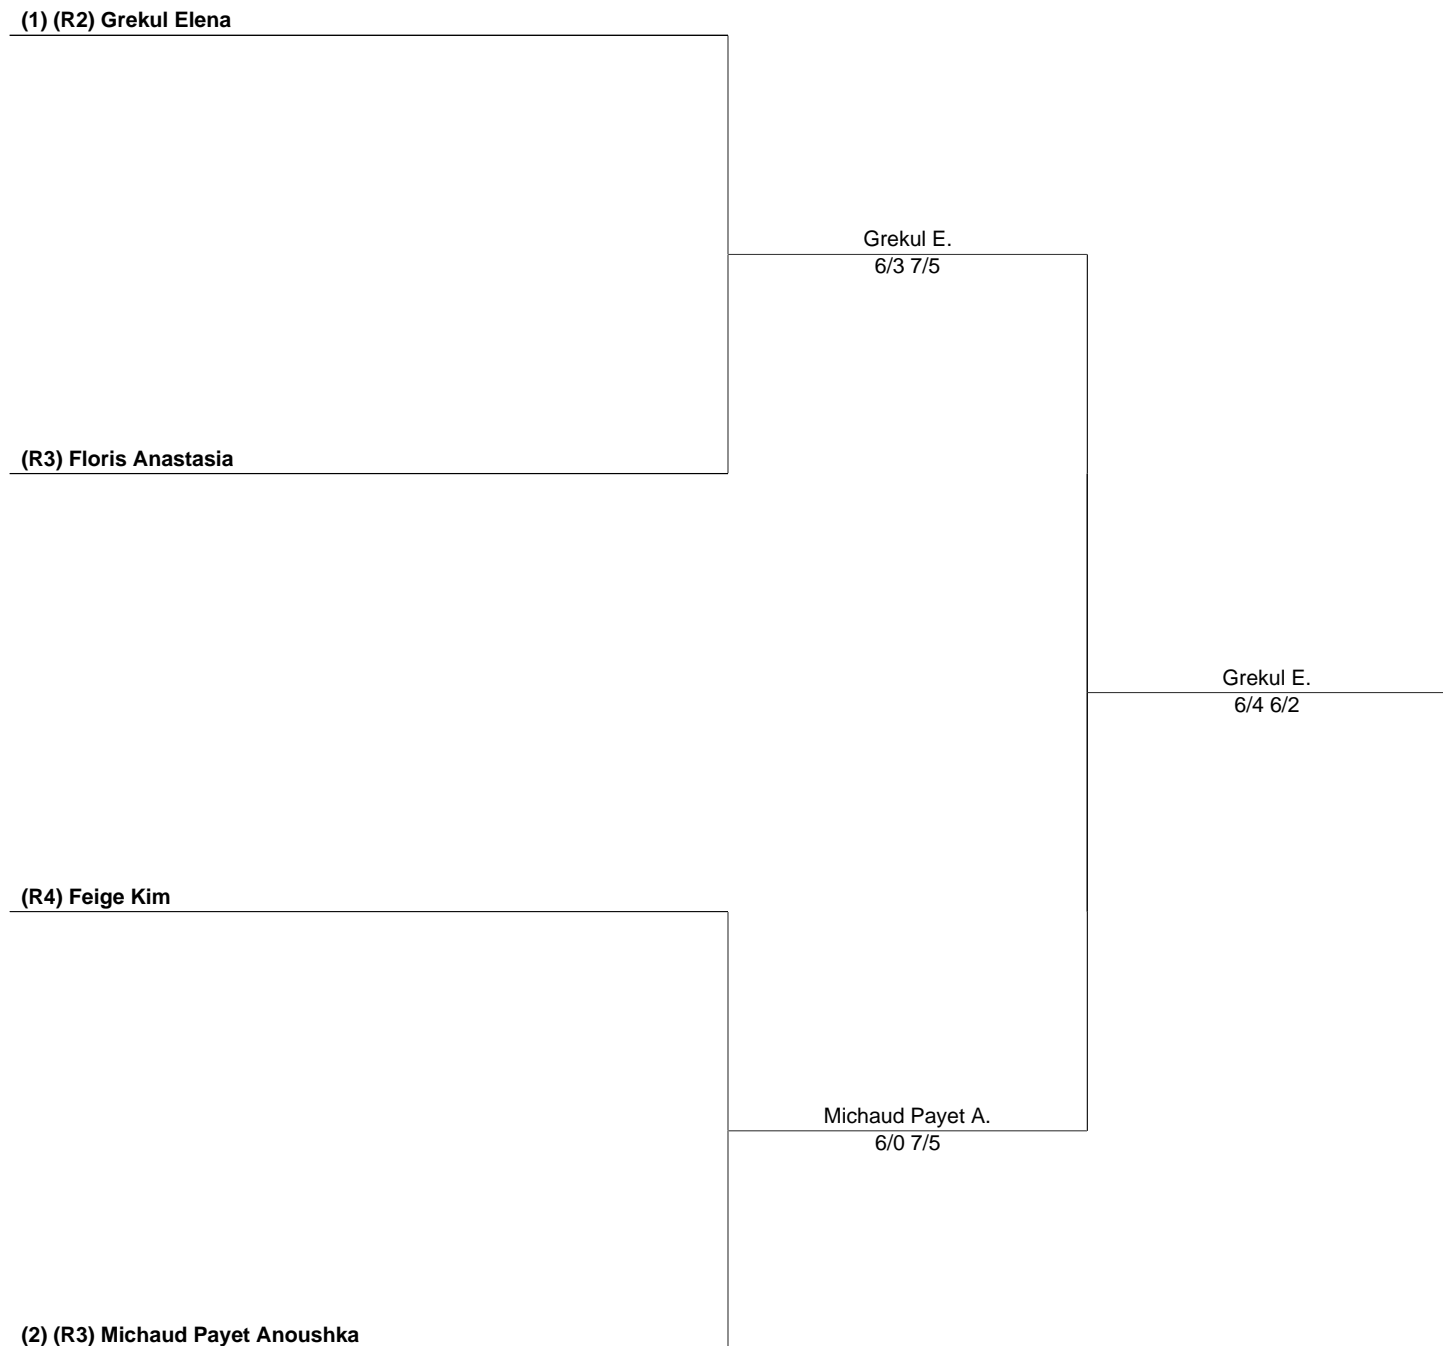 (1) (R2) Grekul Elena
Grekul E.
6/3 7/5
(R3) Floris Anastasia
Grekul E.
6/4 6/2
(R4) Feige Kim
Michaud Payet A.
6/0 7/5
(2) (R3) Michaud Payet Anoushka